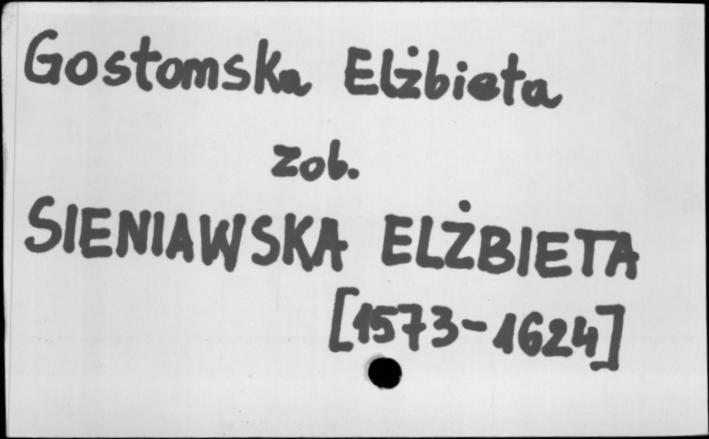 Gostomska Elżbieta
zob.
SIENIAWSKA ELŻBIETA
[1573-1624]